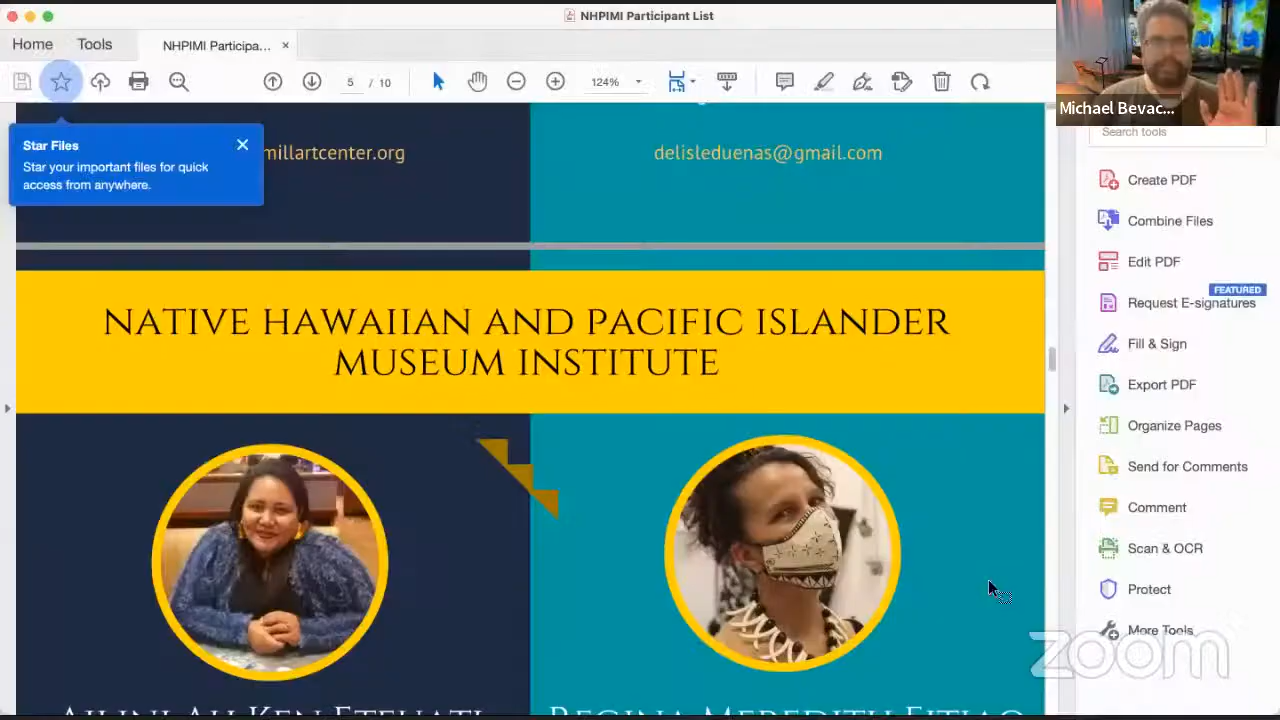 NHPIMI Participant List
Home
Tools
NHPIMI Participa...
5 / 10
124%
Michael Bevac...
Star Files
Star your important files for quick
access from anywhere.
millartcenter.org
delisleduenas@gmail.com
NATIVE HAWAIIAN AND PACIFIC ISLANDER
MUSEUM INSTITUTE
REGINA MEREDITH FITIAO
Search tools
Create PDF
Combine Files
Edit PDF
FEATURED
Request E-signatures
Fill & Sign
Export PDF
Organize Pages
Send for Comments
Comment
Scan & OCR
Protect
More Tools
zoom